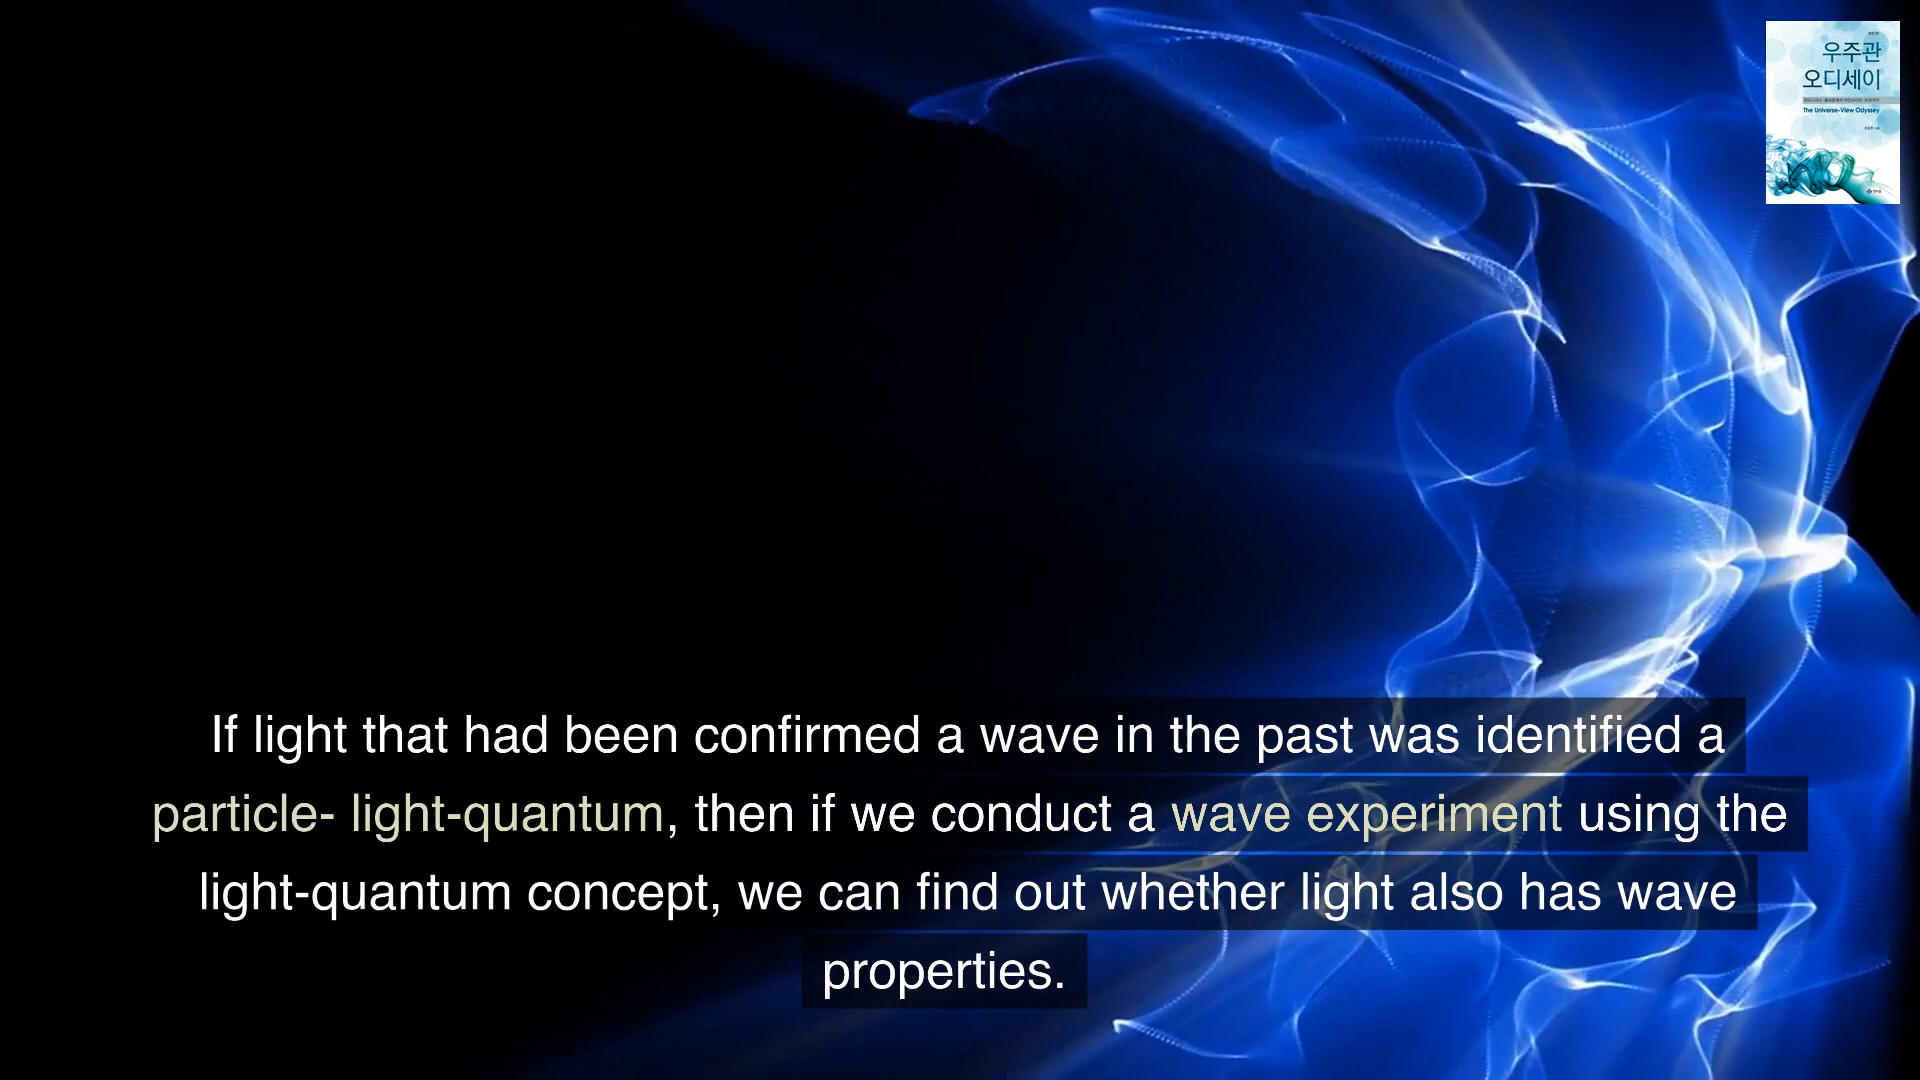 우주관
오디세이
The Universe-View Odyssey
If light that had been confirmed a wave in the past was identified a
particle- light-quantum, then if we conduct a wave experiment using the
light-quantum concept, we can find out whether light also has wave
properties.